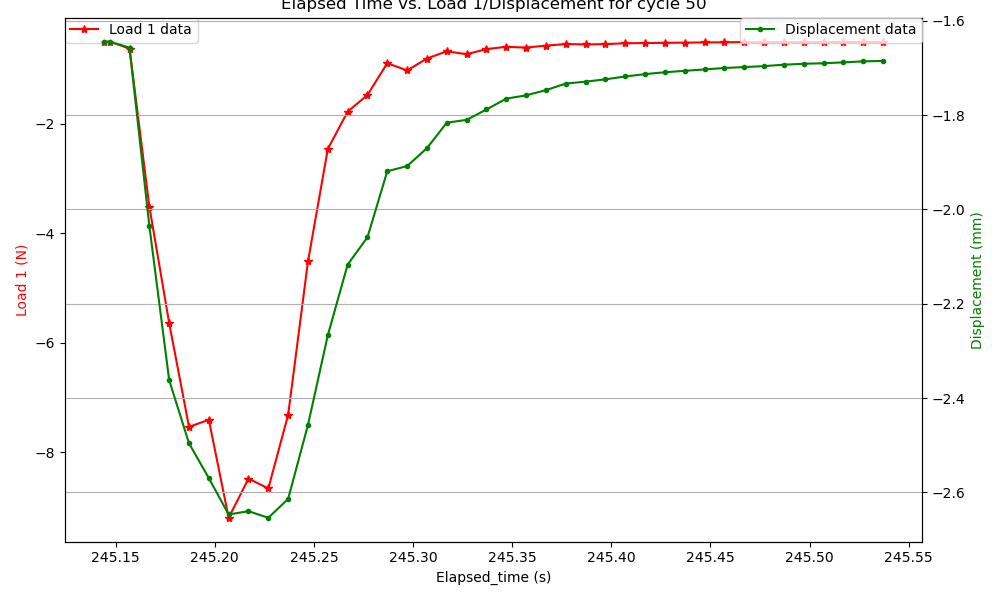 Elapsed Time vs. Load 1/Displacement for cycle 50
Load 1 data
Displacement data
−2
−4
−6
−8
Load 1 (N)
−1.6
−1.8
−2.0
−2.2
−2.4
−2.6
Displacement (mm)
245.15 245.20 245.25 245.30 245.35 245.40 245.45 245.50 245.55
Elapsed_time (s)